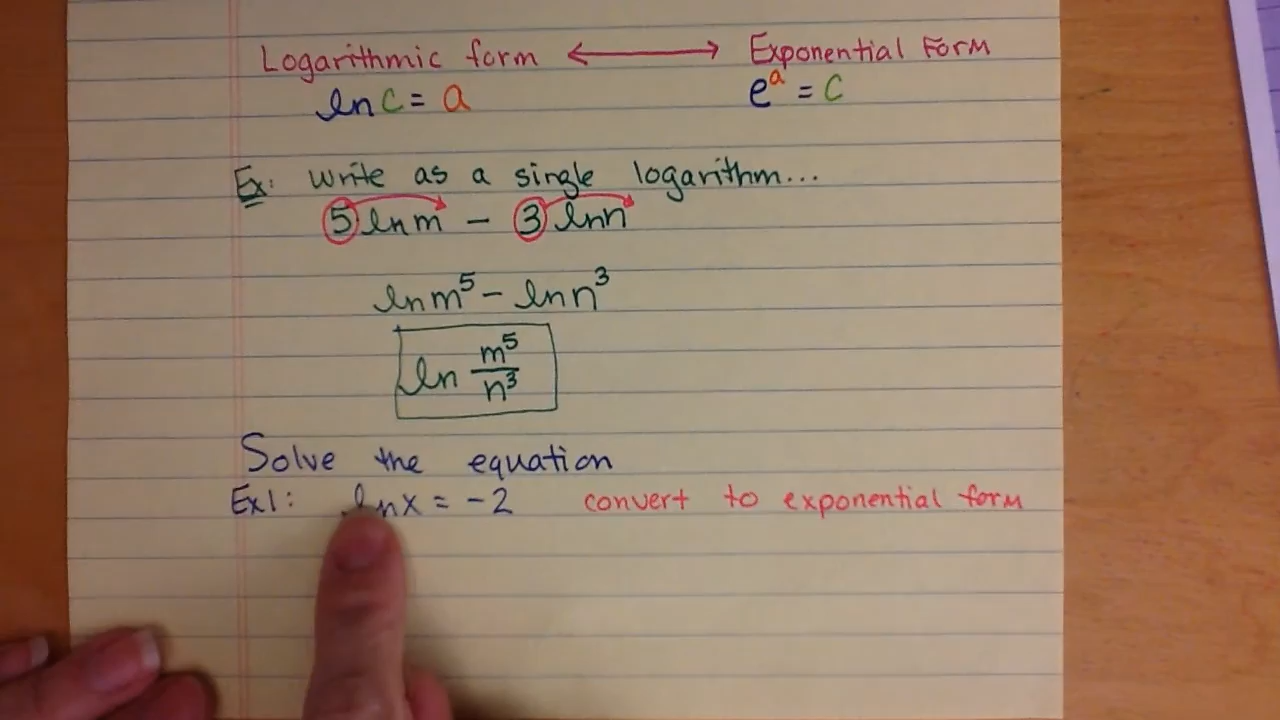 Logarithmic form ⟷ Exponential Form
ln c = a e^a = c
Ex: Write as a single logarithm...
5 ln m - 3 ln n
ln m^5 - ln n^3
ln m^5/n^3
Solve the equation
Ex1: ln x = -2 convert to exponential form